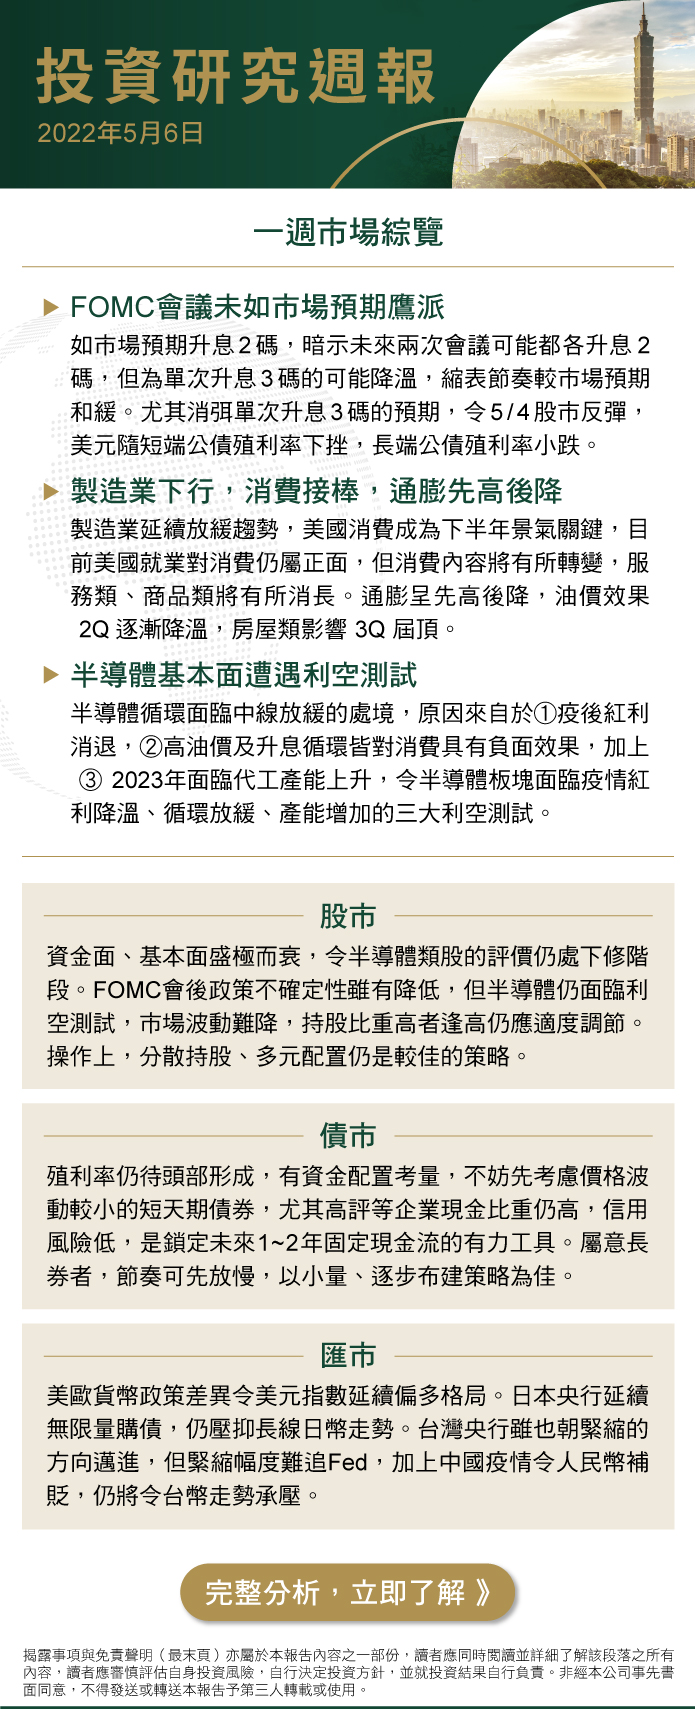 投資研究週報
2022年5月6日
一週市場綜覽
FOMC會議未如市場預期鷹派
如市場預期升息2碼，暗示未來兩次會議可能都各升息2
碼，但為單次升息3碼的可能降溫，縮表節奏較市場預期
和緩。尤其消弭單次升息3碼的預期，令5/4股市反彈，
美元隨短端公債殖利率下挫，長端公債殖利率小跌。
製造業下行，消費接棒，通膨先高後降
製造業延續放緩趨勢，美國消費成為下半年景氣關鍵，目
前美國就業對消費仍屬正面，但消費內容將有所轉變，服
務類、商品類將有所消長。通膨呈先高後降，油價效果
2Q 逐漸降溫，房屋類影響 3Q 屆頂。
半導體基本面遭遇利空測試
半導體循環面臨中線放緩的處境，原因來自於①疫後紅利
消退，②高油價及升息循環皆對消費具有負面效果，加上
③ 2023年面臨代工產能上升，令半導體板塊面臨疫情紅
利降溫、循環放緩、產能增加的三大利空測試。
股市
資金面、基本面盛極而衰，令半導體類股的評價仍處下修階
段。FOMC會後政策不確定性雖有降低，但半導體仍面臨利
空測試，市場波動難降，持股比重高者逢高仍應適度調節。
操作上，分散持股、多元配置仍是較佳的策略。
債市
殖利率仍待頭部形成，有資金配置考量，不妨先考慮價格波
動較小的短天期債券，尤其高評等企業現金比重仍高，信用
風險低，是鎖定未來1~2年固定現金流的有力工具。屬意長
券者，節奏可先放慢，以小量、逐步布建策略為佳。
匯市
美歐貨幣政策差異令美元指數延續偏多格局。日本央行延續
無限量購債，仍壓抑長線日幣走勢。台灣央行雖也朝緊縮的
方向邁進，但緊縮幅度難追Fed，加上中國疫情令人民幣補
貶，仍將令台幣走勢承壓。
完整分析，立即了解 》
揭露事項與免責聲明（最末頁）亦屬於本報告內容之一部份，讀者應同時閱讀並詳細了解該段落之所有
內容，讀者應審慎評估自身投資風險，自行決定投資方針，並就投資結果自行負責。非經本公司事先書
面同意，不得發送或轉送本報告予第三人轉載或使用。